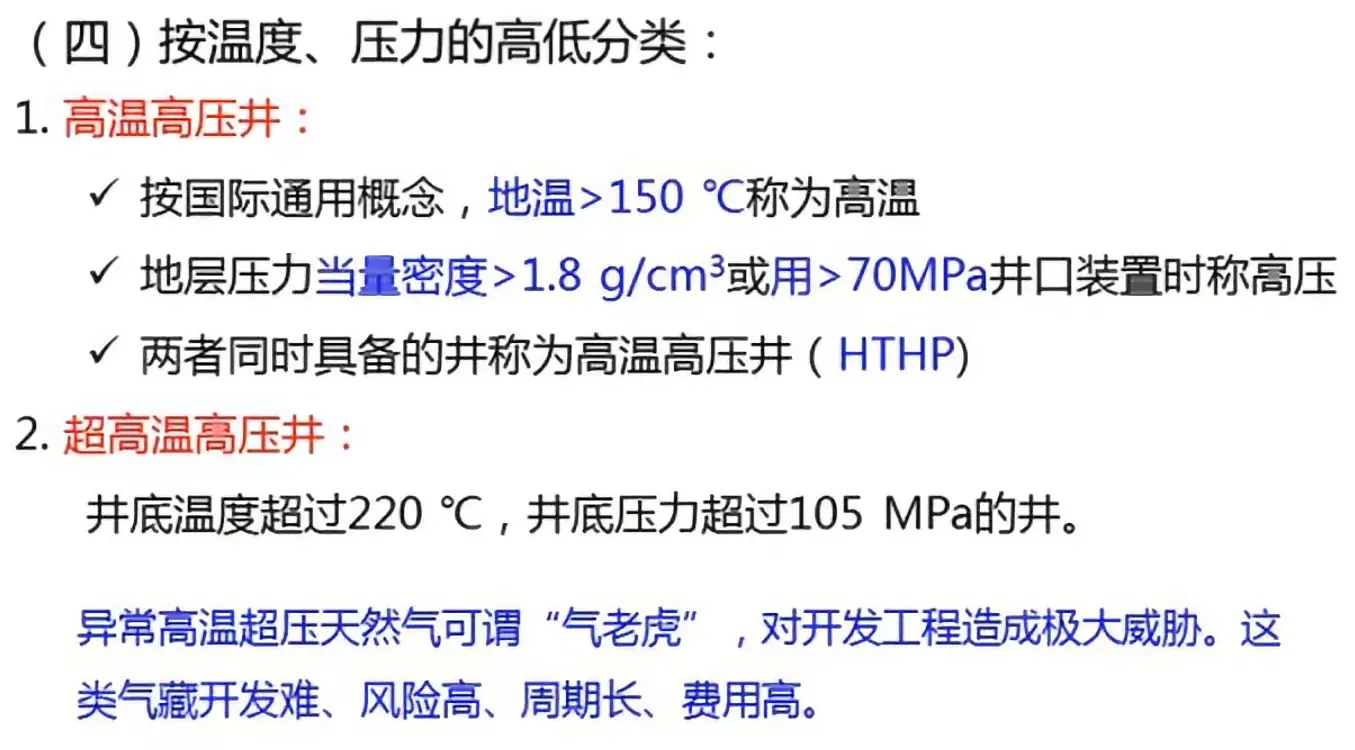 （四）按温度、压力的高低分类：
1. 高温高压井：
✓ 按国际通用概念，地温>150 ℃称为高温
✓ 地层压力当量密度>1.8 g/cm³或用>70MPa井口装置时称高压
✓ 两者同时具备的井称为高温高压井（HTHP)
2. 超高温高压井：
井底温度超过220 ℃，井底压力超过105 MPa的井。
异常高温超压天然气可谓“气老虎”，对开发工程造成极大威胁。这
类气藏开发难、风险高、周期长、费用高。